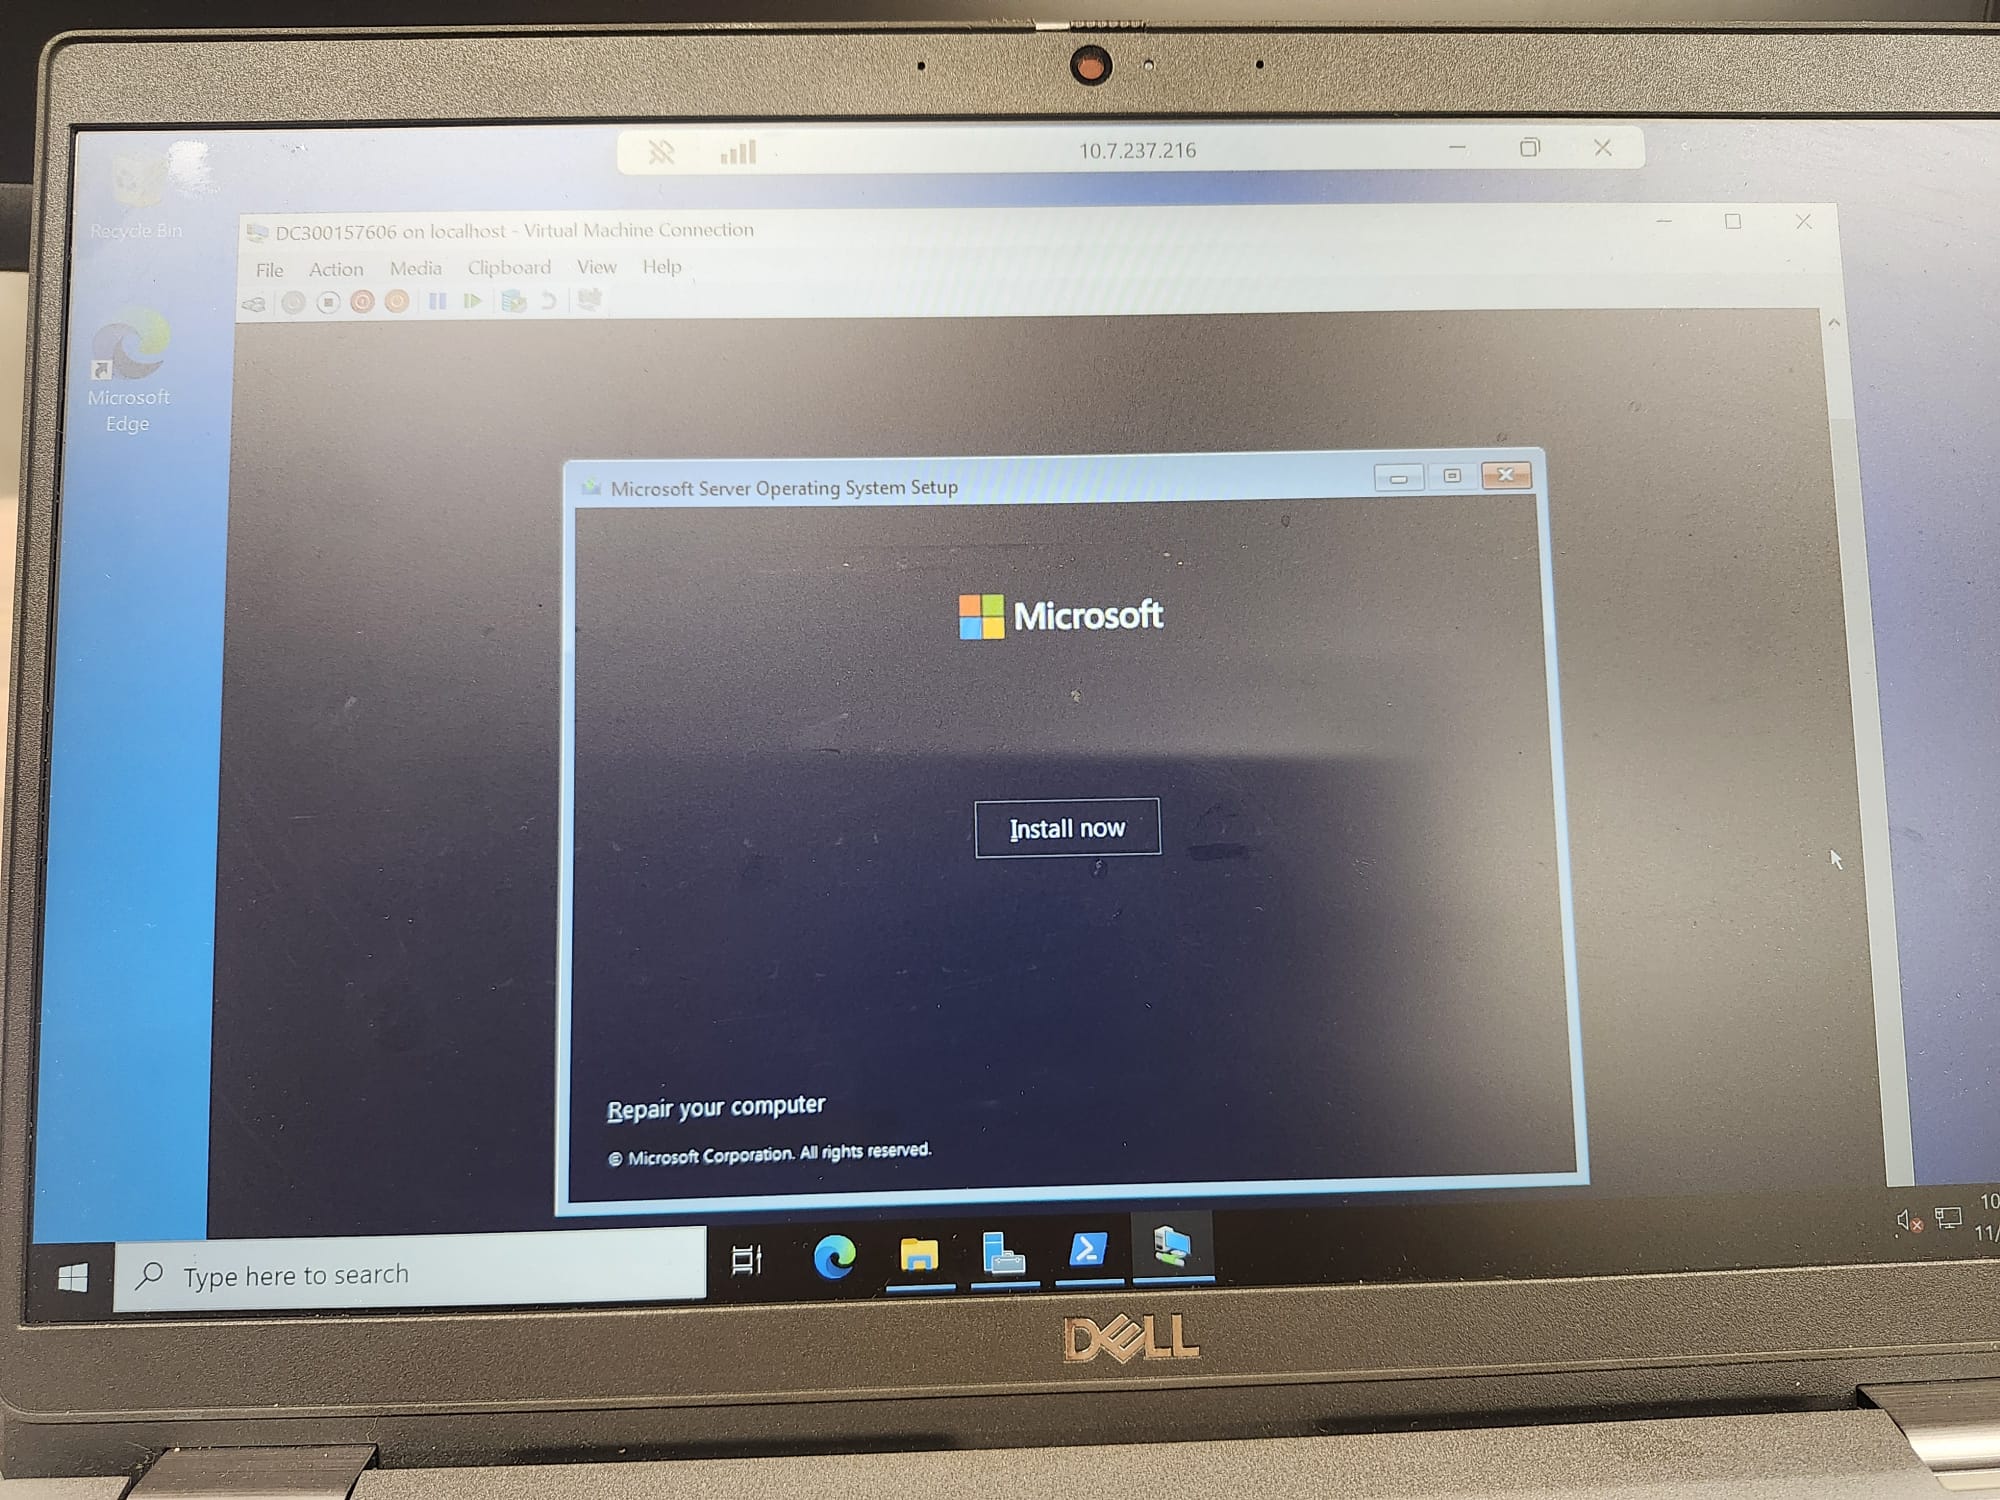 10.7.237.216
Recycle Bin
DC300157606 on localhost - Virtual Machine Connection
File Action Media Clipboard View Help
Microsoft
Edge
Microsoft Server Operating System Setup
Microsoft
Install now
Repair your computer
© Microsoft Corporation. All rights reserved.
Type here to search
10
11/
DELL